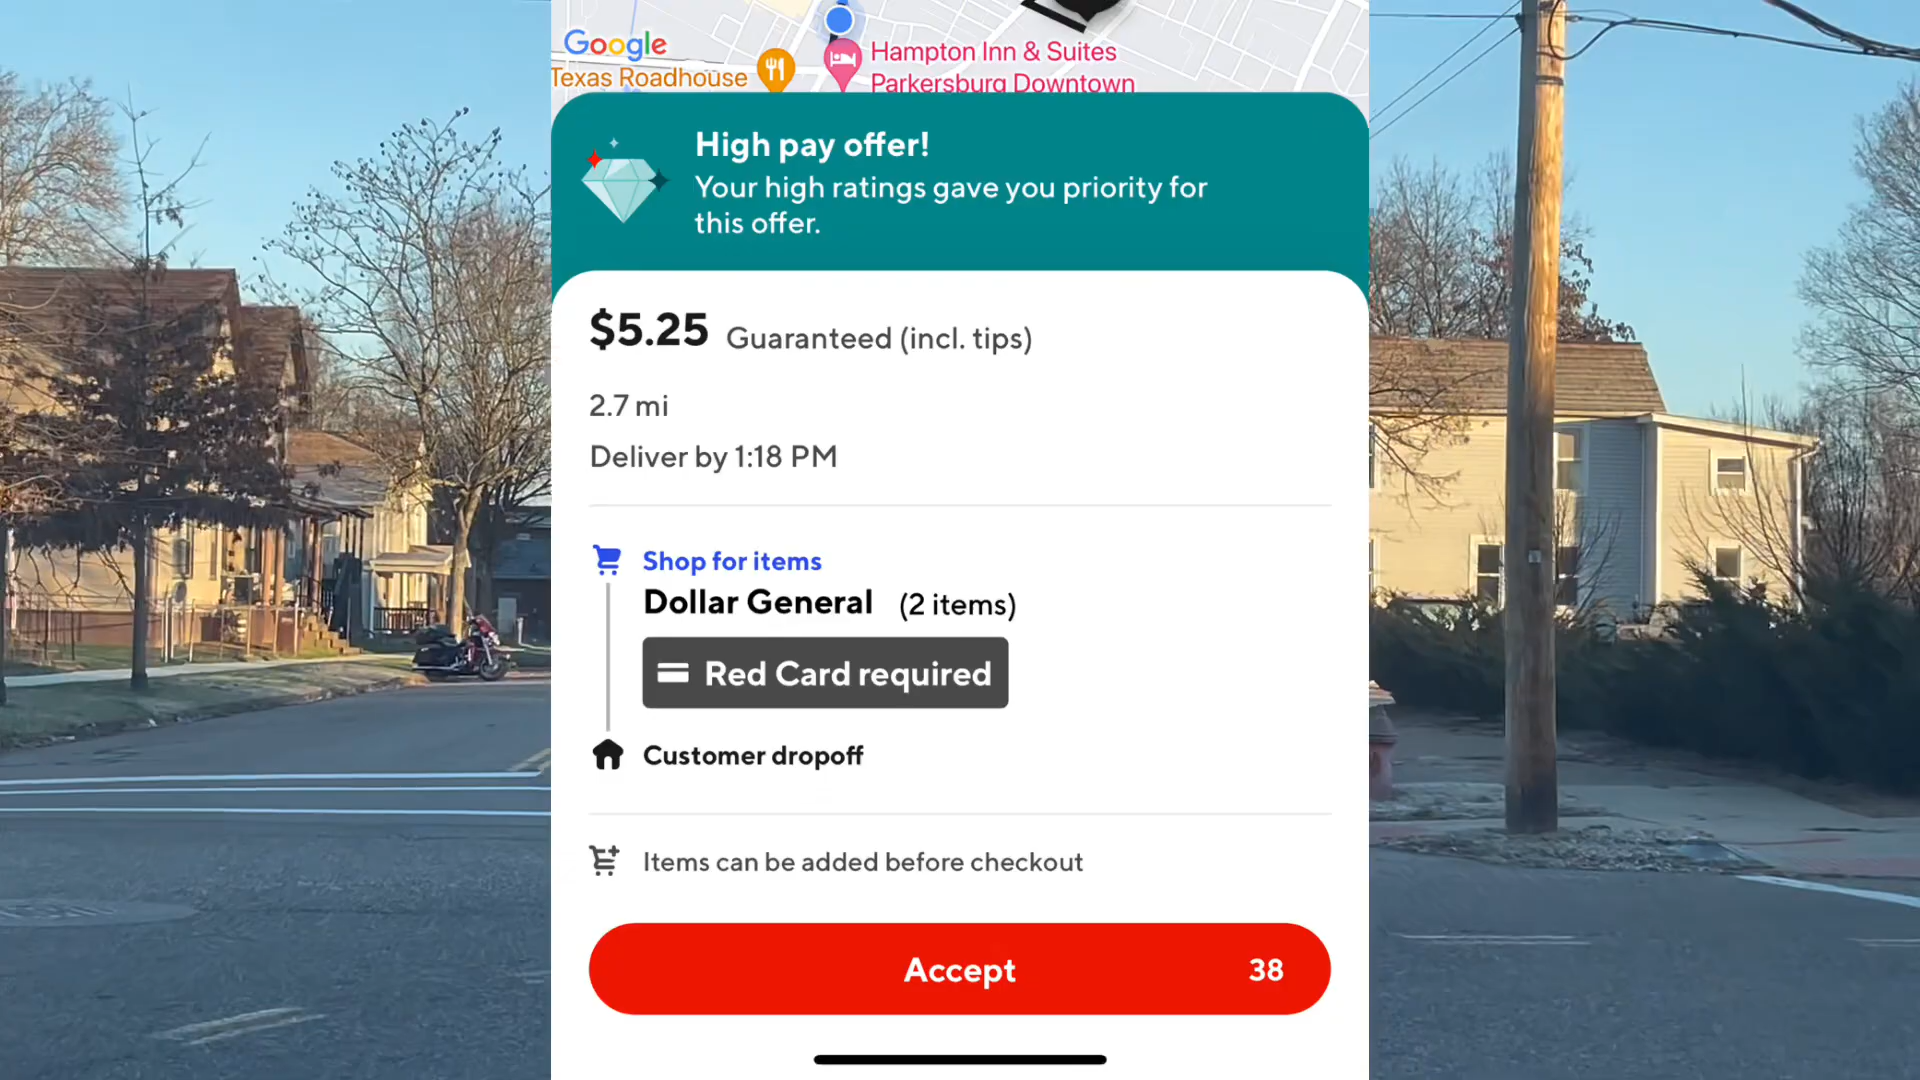 Google
Texas Roadhouse
Hampton Inn & Suites
Parkersburg Downtown
High pay offer!
Your high ratings gave you priority for
this offer.
$5.25 Guaranteed (incl. tips)
2.7 mi
Deliver by 1:18 PM
Shop for items
Dollar General (2 items)
Red Card required
Customer dropoff
Items can be added before checkout
Accept 38